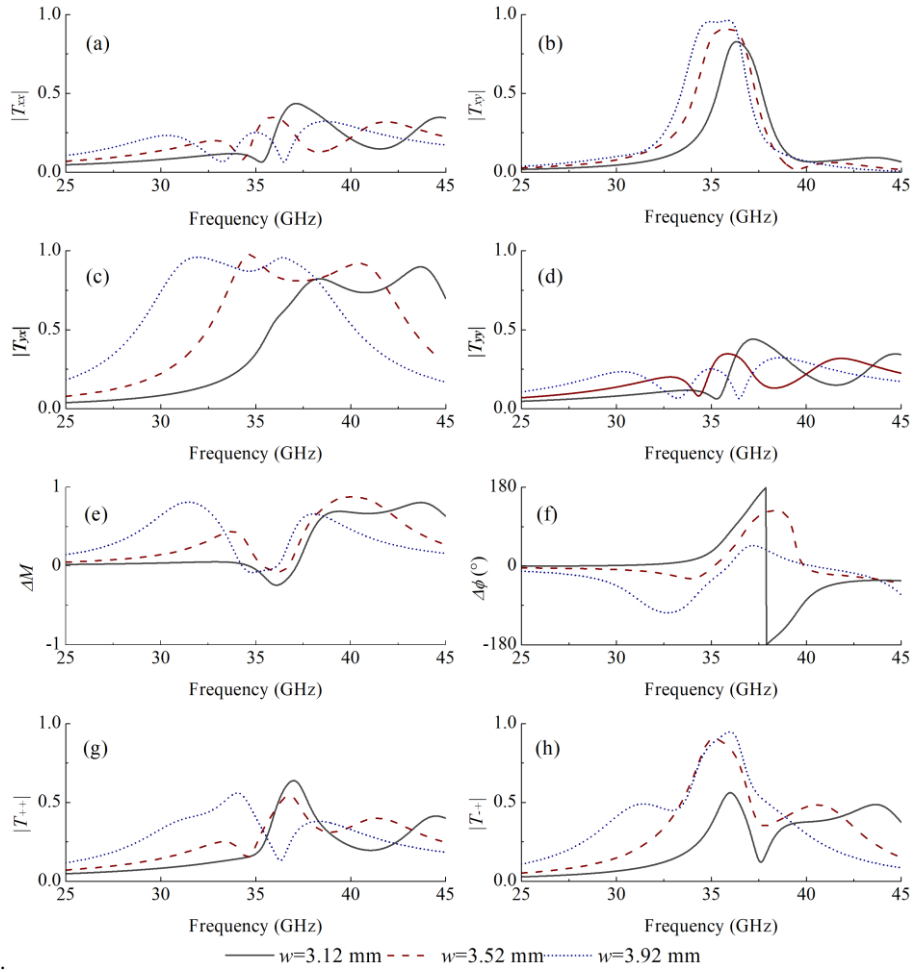 1.0
(a)
|Txx|
0.5
0.0
25 30 35 40 45
Frequency (GHz)
1.0
(b)
|Txy|
0.5
0.0
25 30 35 40 45
Frequency (GHz)
1.0
(c)
|Tyx|
0.5
0.0
25 30 35 40 45
Frequency (GHz)
1.0
(d)
|Tyy|
0.5
0.0
25 30 35 40 45
Frequency (GHz)
1
(e)
ΔM
0
-1
25 30 35 40 45
Frequency (GHz)
180
(f)
Δϕ (°)
0
-180
25 30 35 40 45
Frequency (GHz)
1.0
(g)
|T++|
0.5
0.0
25 30 35 40 45
Frequency (GHz)
1.0
(h)
|T-+|
0.5
0.0
25 30 35 40 45
Frequency (GHz)
w=3.12 mm w=3.52 mm w=3.92 mm
.